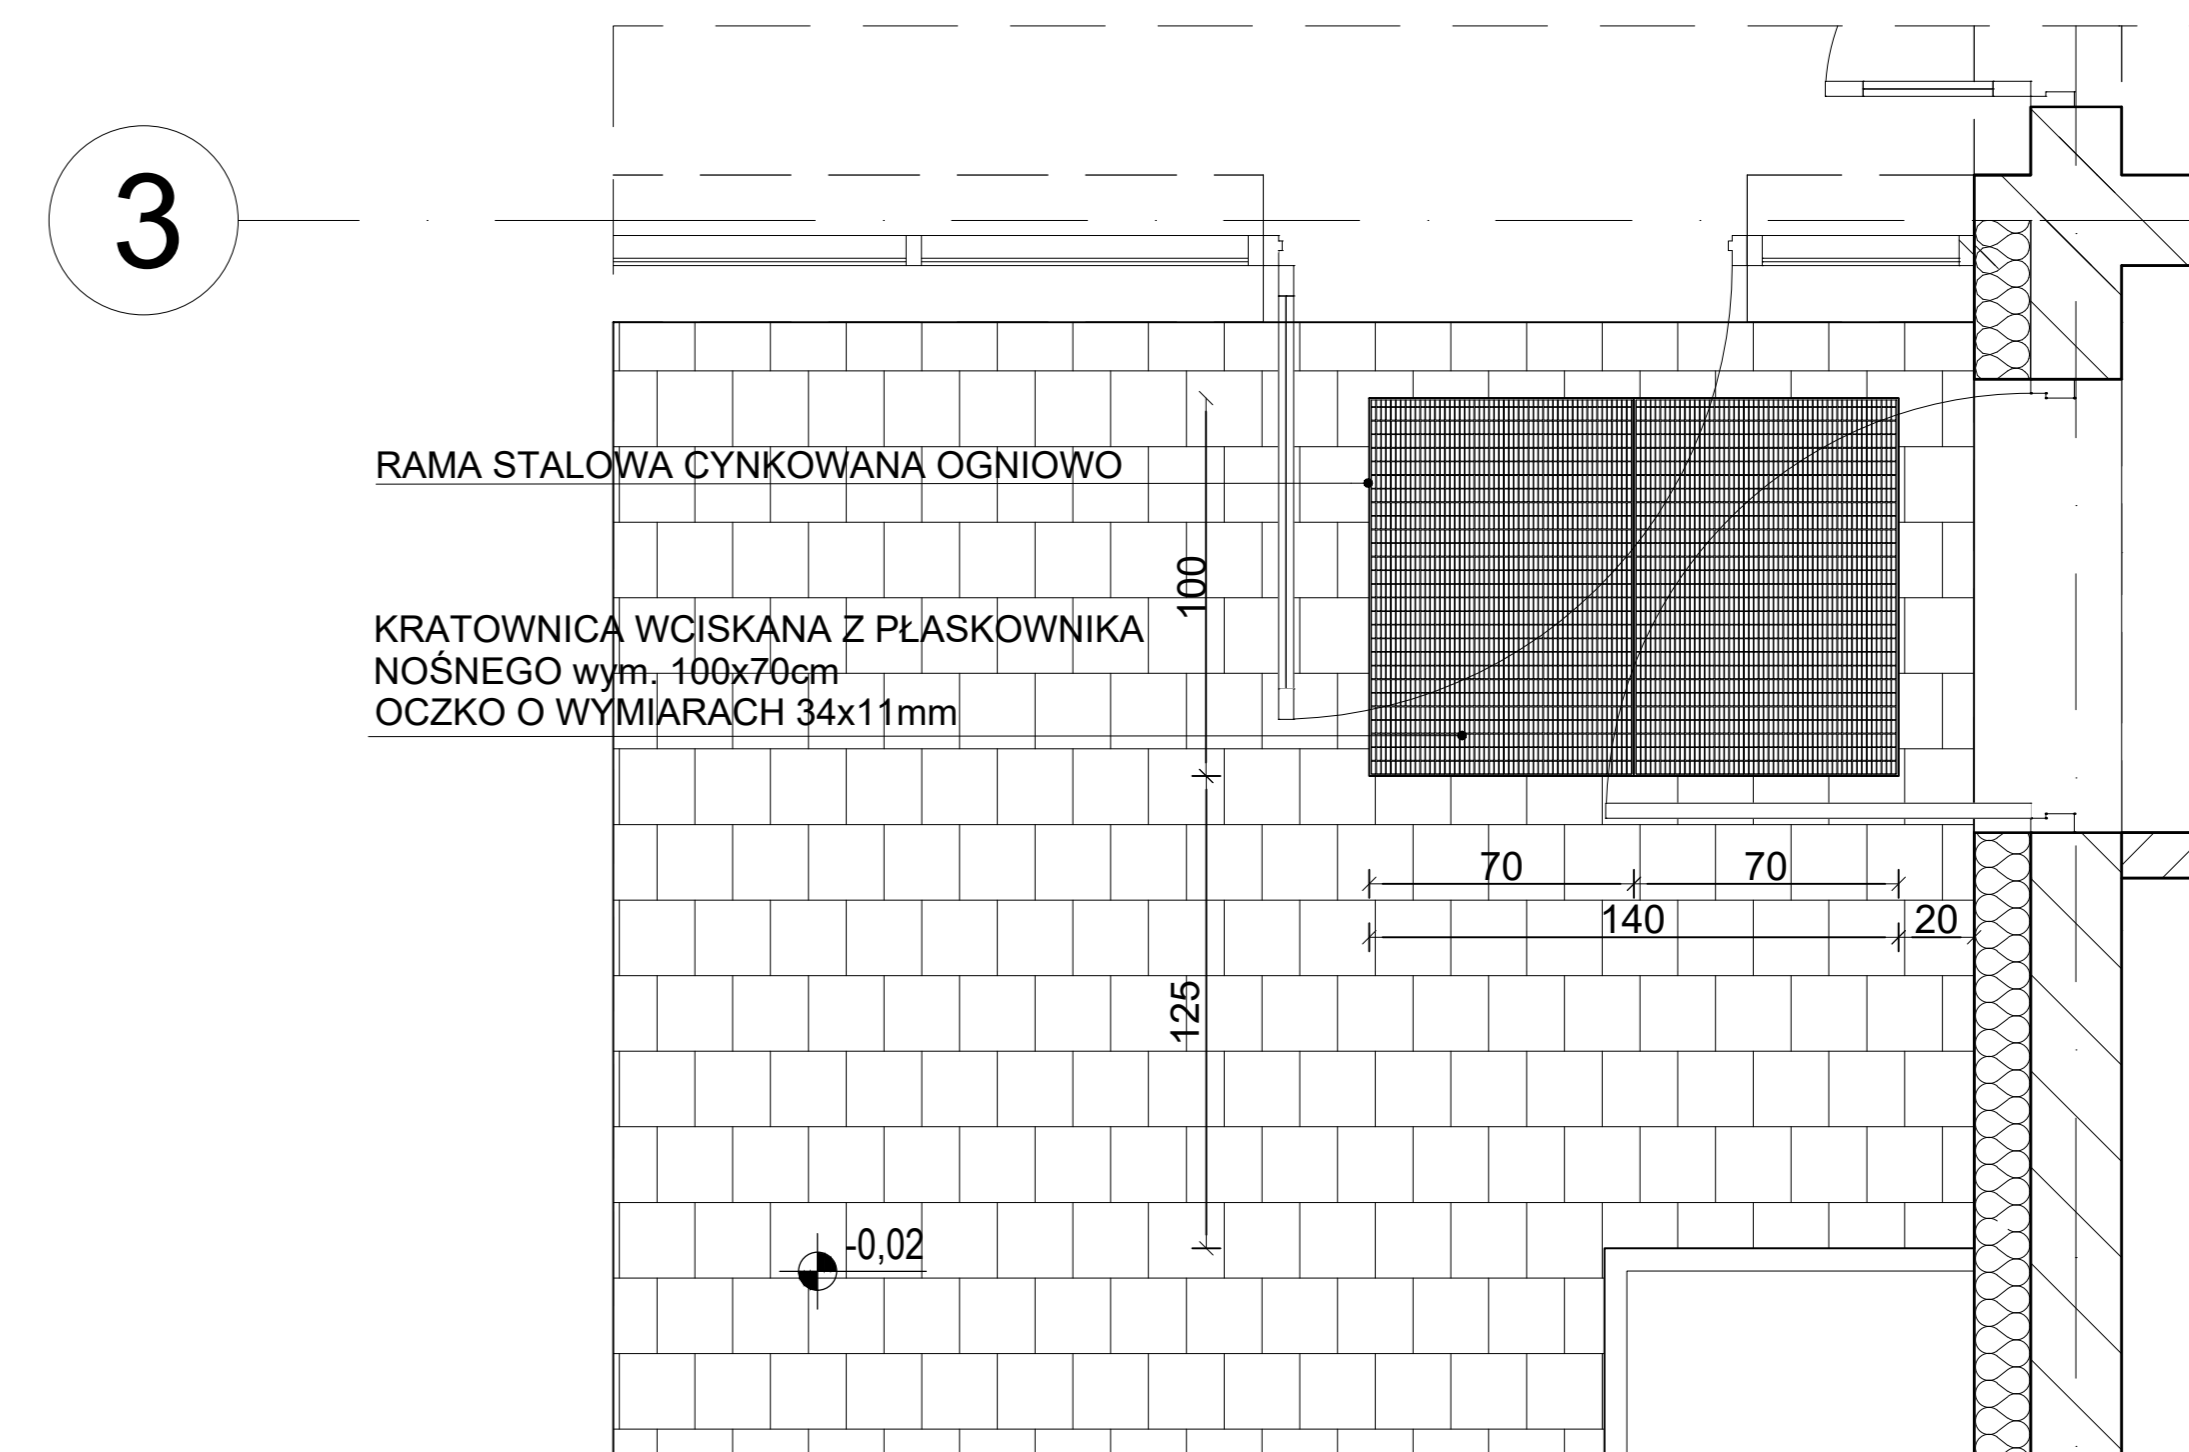 3
RAMA STALOWA CYNKOWANA OGNIOWO
100
KRATOWNICA WCISKANA Z PŁASKOWNIKA
NOŚNEGO wym. 100x70cm
OCZKO O WYMIARACH 34x11mm
70
70
140
20
125
-0,02